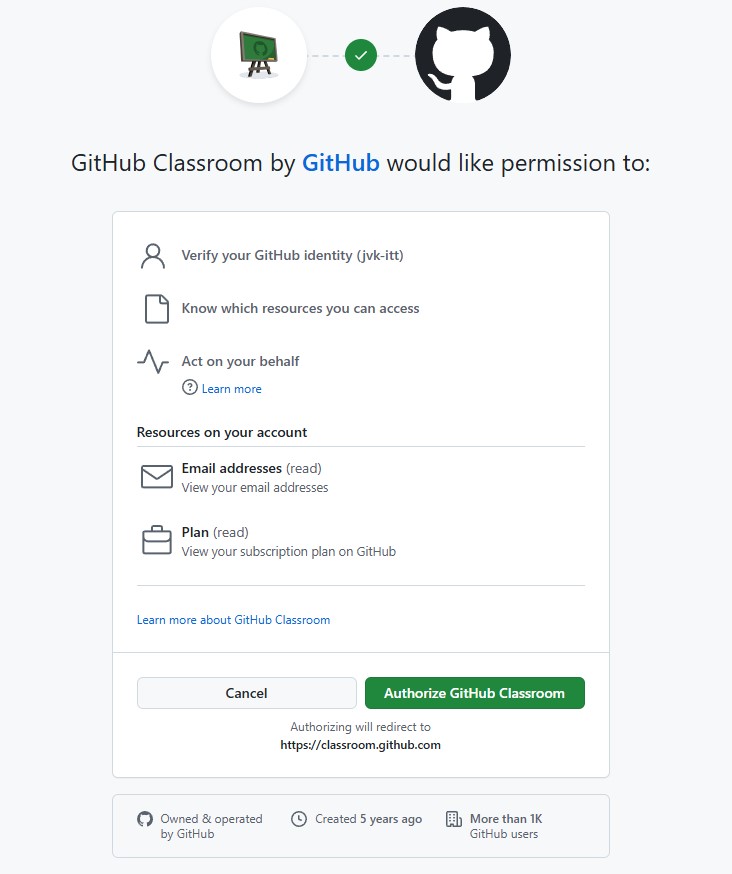 GitHub Classroom by GitHub would like permission to:
Verify your GitHub identity (jvk-itt)
Know which resources you can access
Act on your behalf
Learn more
Resources on your account
Email addresses (read)
View your email addresses
Plan (read)
View your subscription plan on GitHub
Learn more about GitHub Classroom
Cancel
Authorize GitHub Classroom
Authorizing will redirect to
https://classroom.github.com
Owned & operated
by GitHub
Created 5 years ago
More than 1K
GitHub users